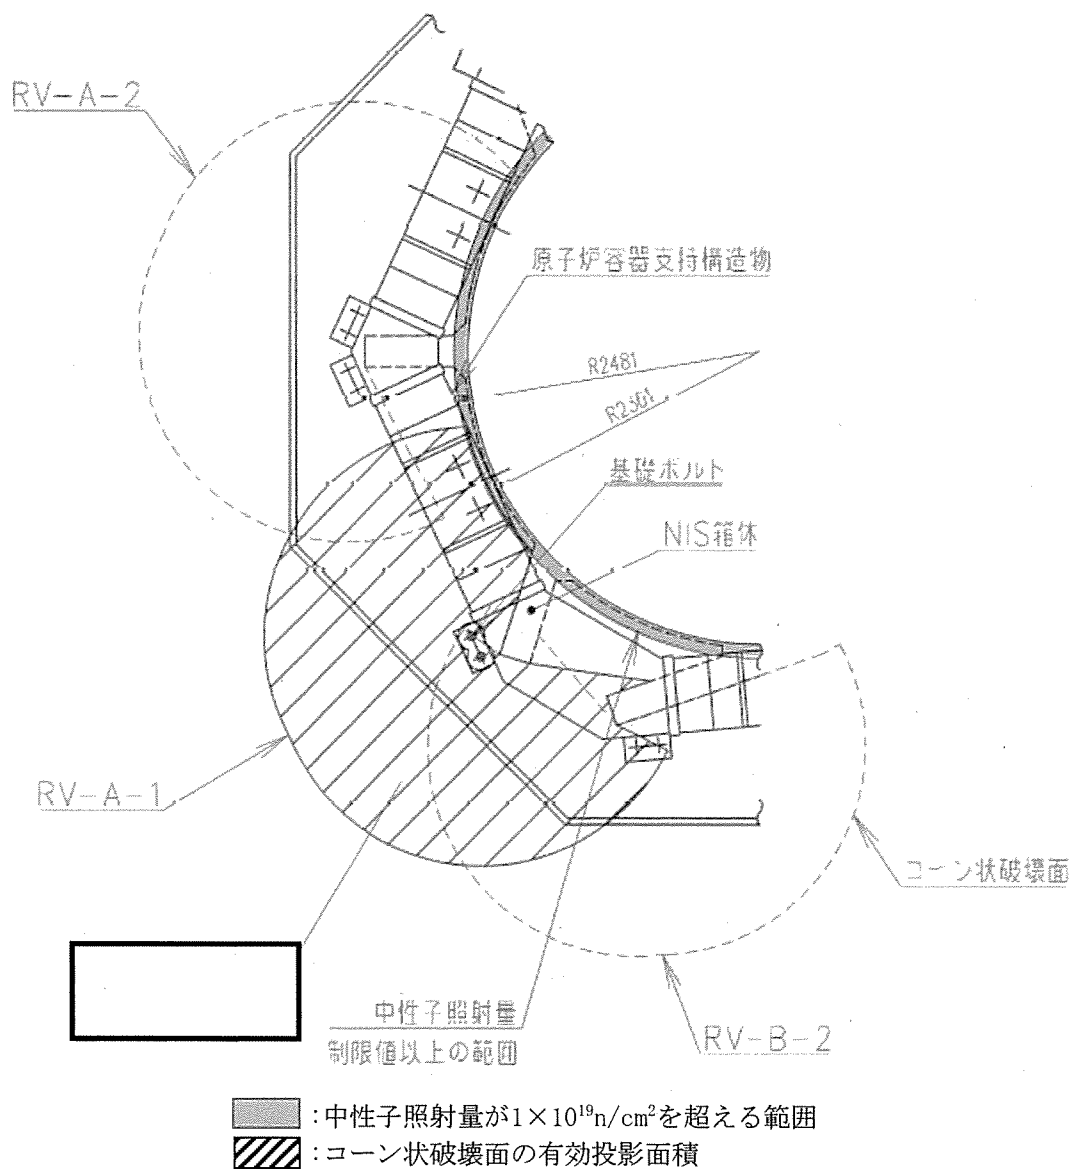 RV-A-2
原子炉容器支持構造物
R2481
R2561
基礎ボルト
NIS箱体
RV-A-1
コーン状破壊面
中性子照射量
制限値以上の範囲
RV-B-2
:中性子照射量が1×10¹⁹n/cm²を超える範囲
:コーン状破壊面の有効投影面積